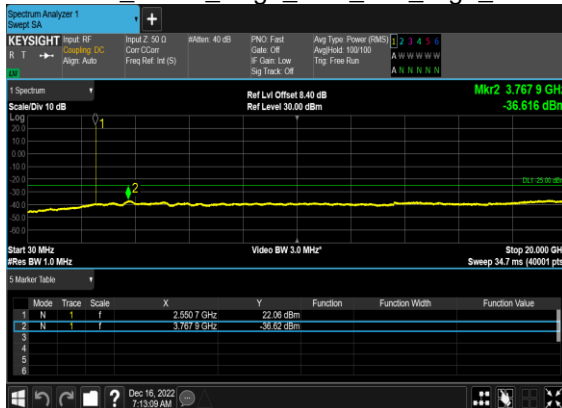 Spectrum Analyzer 1
Swept SA
+
KEYSIGHT Input: RF Input Z: 50 Ω #Atten: 40 dB PNO: Fast Avg Type: Power (RMS) 1 2 3 4 5 6
R T Coupling: DC Corr CCorr Gate: Off Avg|Hold: 100/100 A W W W W W
Align: Auto Freq Ref: Int (S) IF Gain: Low Trig: Free Run
Sig Track: Off A N N N N N
1 Spectrum Ref Lvl Offset 8.40 dB Mkr2 3.767 9 GHz
Scale/Div 10 dB Ref Level 30.00 dBm -36.616 dBm
Log
20.0
10.0
0.00
-10.0
-20.0
-30.0
-40.0
-50.0
-60.0
1
2
DL1 -25.00 dBm
Start 30 MHz Video BW 3.0 MHz* Stop 20.000 GHz
#Res BW 1.0 MHz Sweep 34.7 ms (40001 pts)
5 Marker Table
Mode Trace Scale X Y Function Function Width Function Value
1 N 1 f 2.550 7 GHz 22.06 dBm
2 N 1 f 3.767 9 GHz -36.62 dBm
3
4
5
6
? Dec 16, 2022
7:13:09 AM